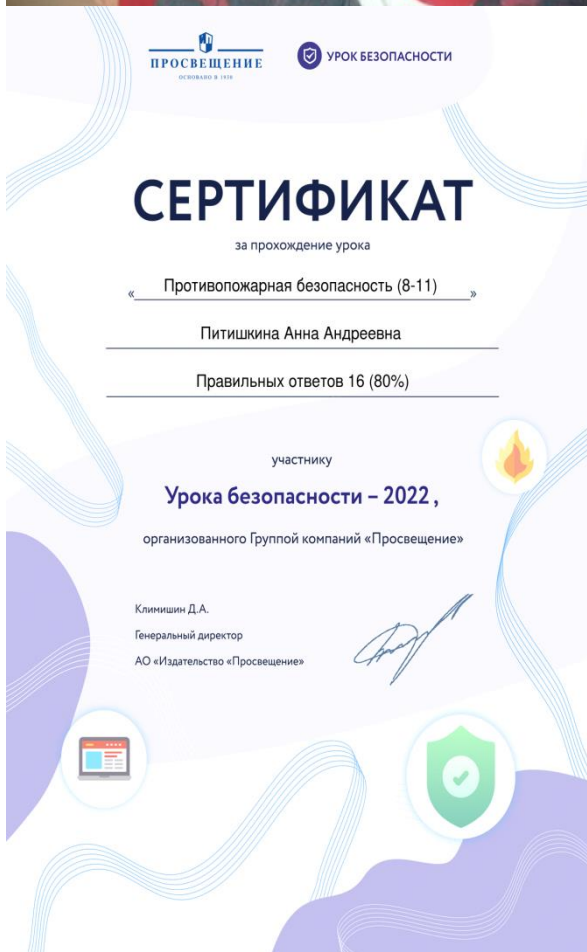 ПРОСВЕЩЕНИЕ
ОСНОВАНО В 1930
УРОК БЕЗОПАСНОСТИ
СЕРТИФИКАТ
за прохождение урока
« Противопожарная безопасность (8-11) »
Питишкина Анна Андреевна
Правильных ответов 16 (80%)
участнику
Урока безопасности – 2022 ,
организованного Группой компаний «Просвещение»
Климишин Д.А.
Генеральный директор
АО «Издательство «Просвещение»